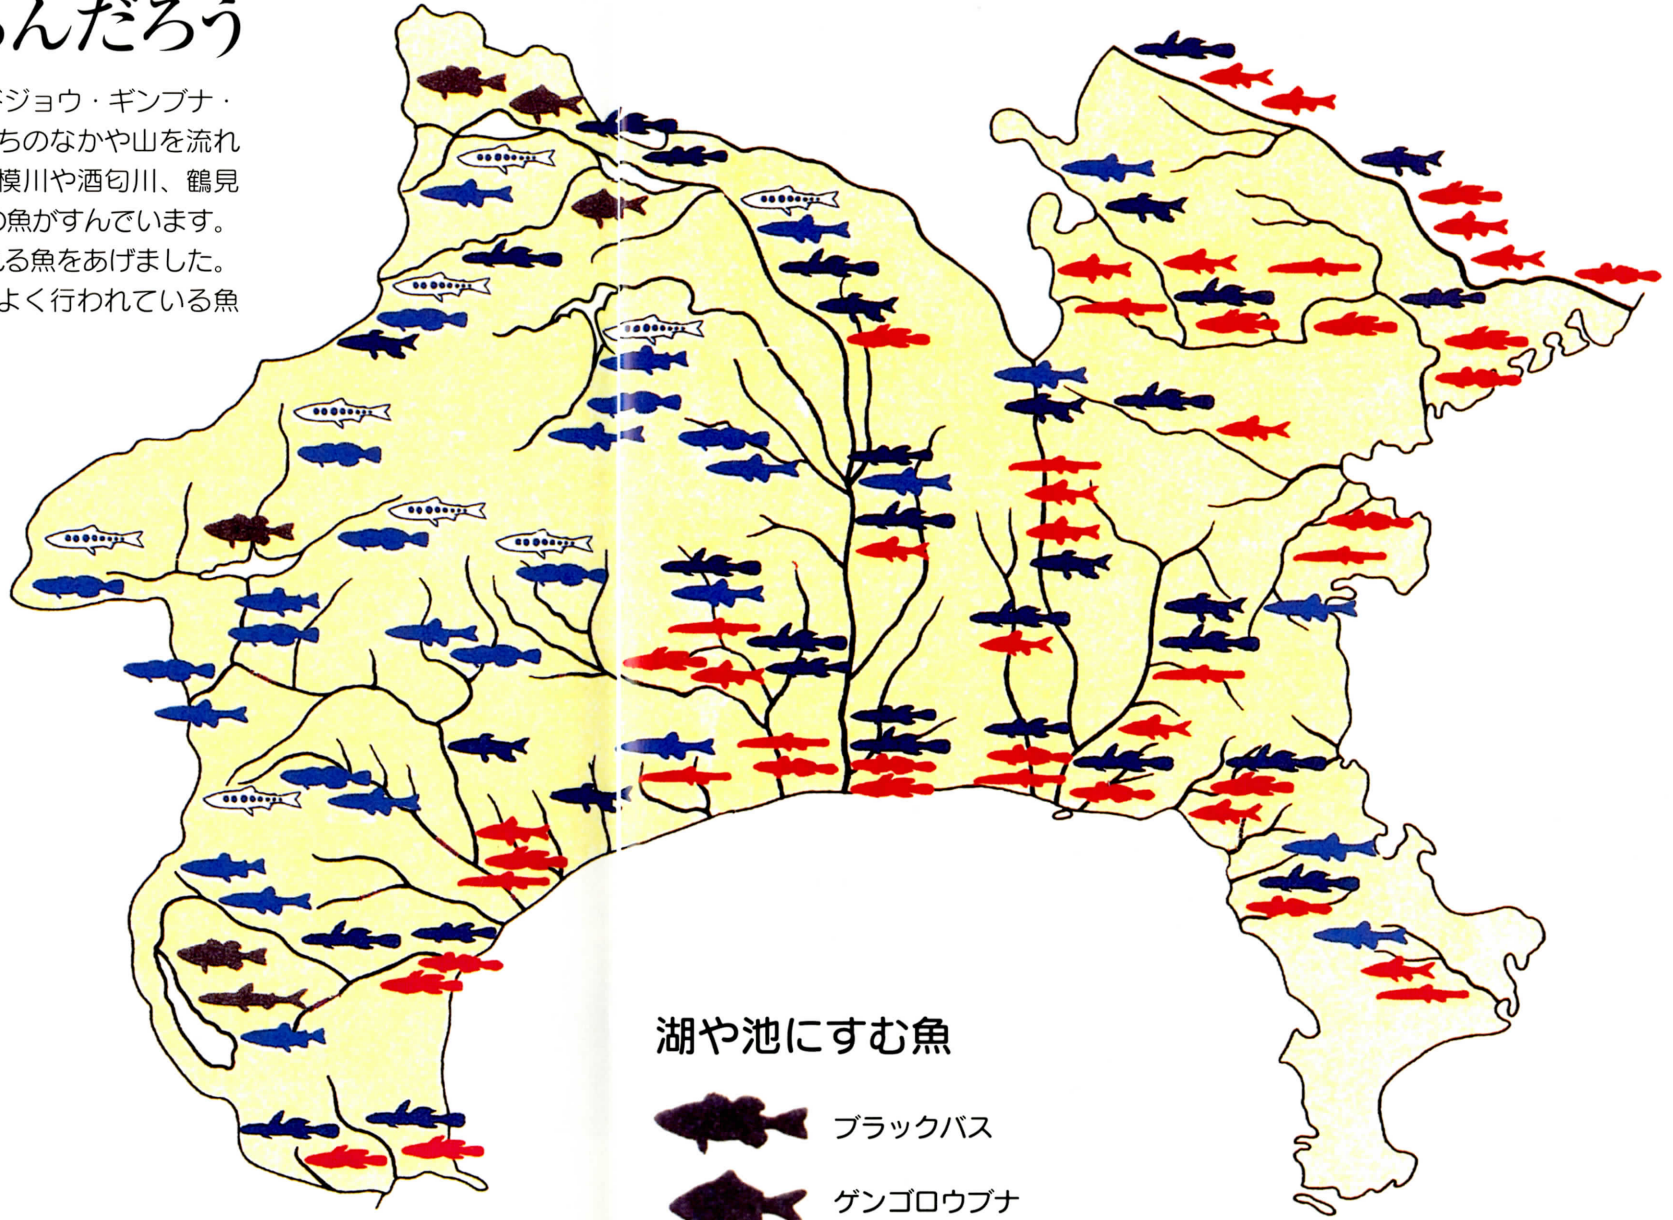 んだろう
ドジョウ・ギンブナ・
ちのなかや山を流れ
模川や酒匂川、鶴見
の魚がすんでいます。
れる魚をあげました。
よく行われている魚
湖や池にすむ魚
ブラックバス
ゲンゴロウブナ